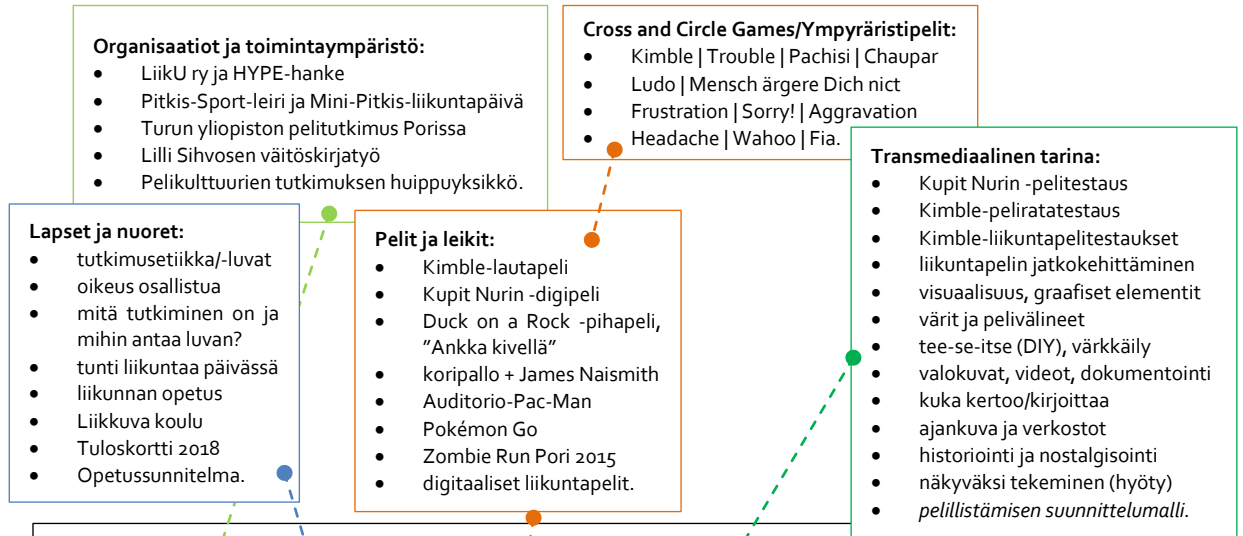 Organisaatiot ja toimintaympäristö:
• LiikU ry ja HYPE-hanke
• Pitkis-Sport-leiri ja Mini-Pitkis-liikuntapäivä
• Turun yliopiston pelitutkimus Porissa
• Lilli Sihvosen väitöskirjatyö
• Pelikulttuurien tutkimuksen huippuyksikkö.
Cross and Circle Games/Ympyräristipelit:
• Kimble | Trouble | Pachisi | Chaupar
• Ludo | Mensch ärgere Dich nict
• Frustration | Sorry! | Aggravation
• Headache | Wahoo | Fia.
Lapset ja nuoret:
• tutkimusetiikka/-luvat
• oikeus osallistua
• mitä tutkiminen on ja
mihin antaa luvan?
• tunti liikuntaa päivässä
• liikunnan opetus
• Liikkuva koulu
• Tuloskortti 2018
• Opetussunnitelma.
Pelit ja leikit:
• Kimble-lautapeli
• Kupit Nurin -digipeli
• Duck on a Rock -pihapeli,
”Ankka kivellä”
• koripallo + James Naismith
• Auditorio-Pac-Man
• Pokémon Go
• Zombie Run Pori 2015
• digitaaliset liikuntapelit.
Transmediaalinen tarina:
• Kupit Nurin -pelitestaus
• Kimble-peliratatestaus
• Kimble-liikuntapelitestaukset
• liikuntapelin jatkokehittäminen
• visuaalisuus, graafiset elementit
• värit ja pelivälineet
• tee-se-itse (DIY), värkkäily
• valokuvat, videot, dokumentointi
• kuka kertoo/kirjoittaa
• ajankuva ja verkostot
• historiointi ja nostalgisointi
• näkyväksi tekeminen (hyöty)
• pelillistämisen suunnittelumalli.